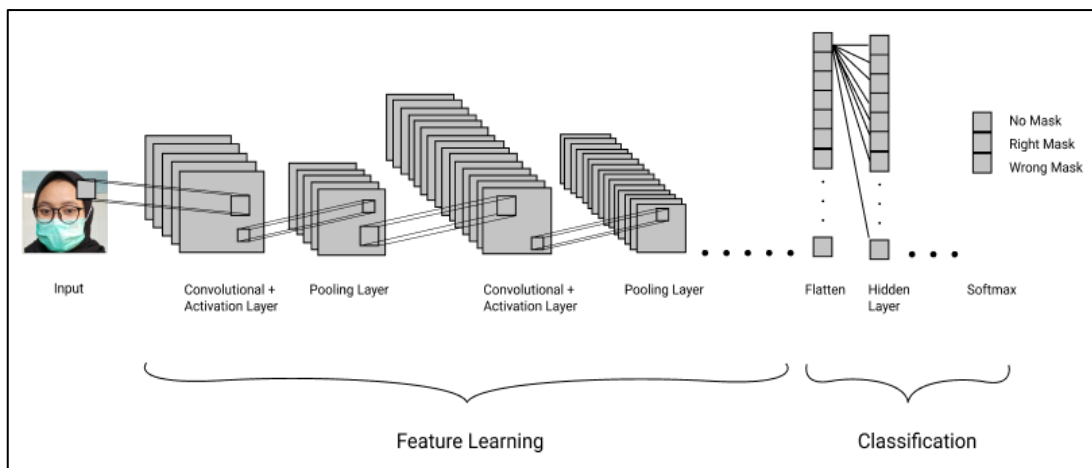 No Mask
Right Mask
Wrong Mask
Input
Convolutional +
Activation Layer
Pooling Layer
Convolutional +
Activation Layer
Pooling Layer
Flatten
Hidden
Layer
Softmax
Feature Learning
Classification